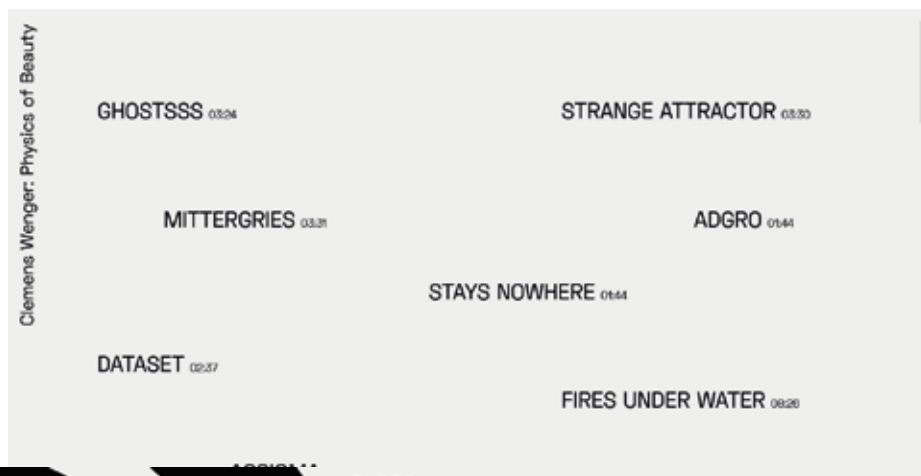 Clemens Wenger: Physics of Beauty
GHOSTSSS 03:24
STRANGE ATTRACTOR 03:30
MITTERGRIES 03:31
ADGRO 01:44
STAYS NOWHERE 01:44
DATASET 02:37
FIRES UNDER WATER 08:26